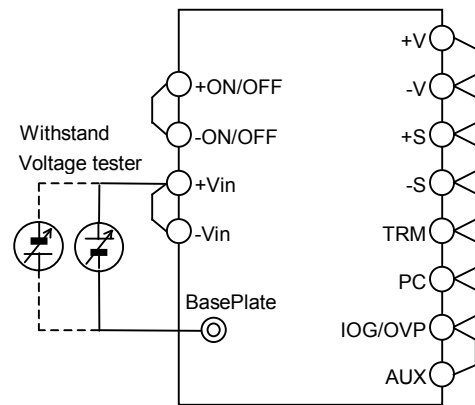 Withstand
Voltage tester
+ON/OFF
-ON/OFF
+Vin
-Vin
BasePlate
+V
-V
+S
-S
TRM
PC
IOG/OVP
AUX